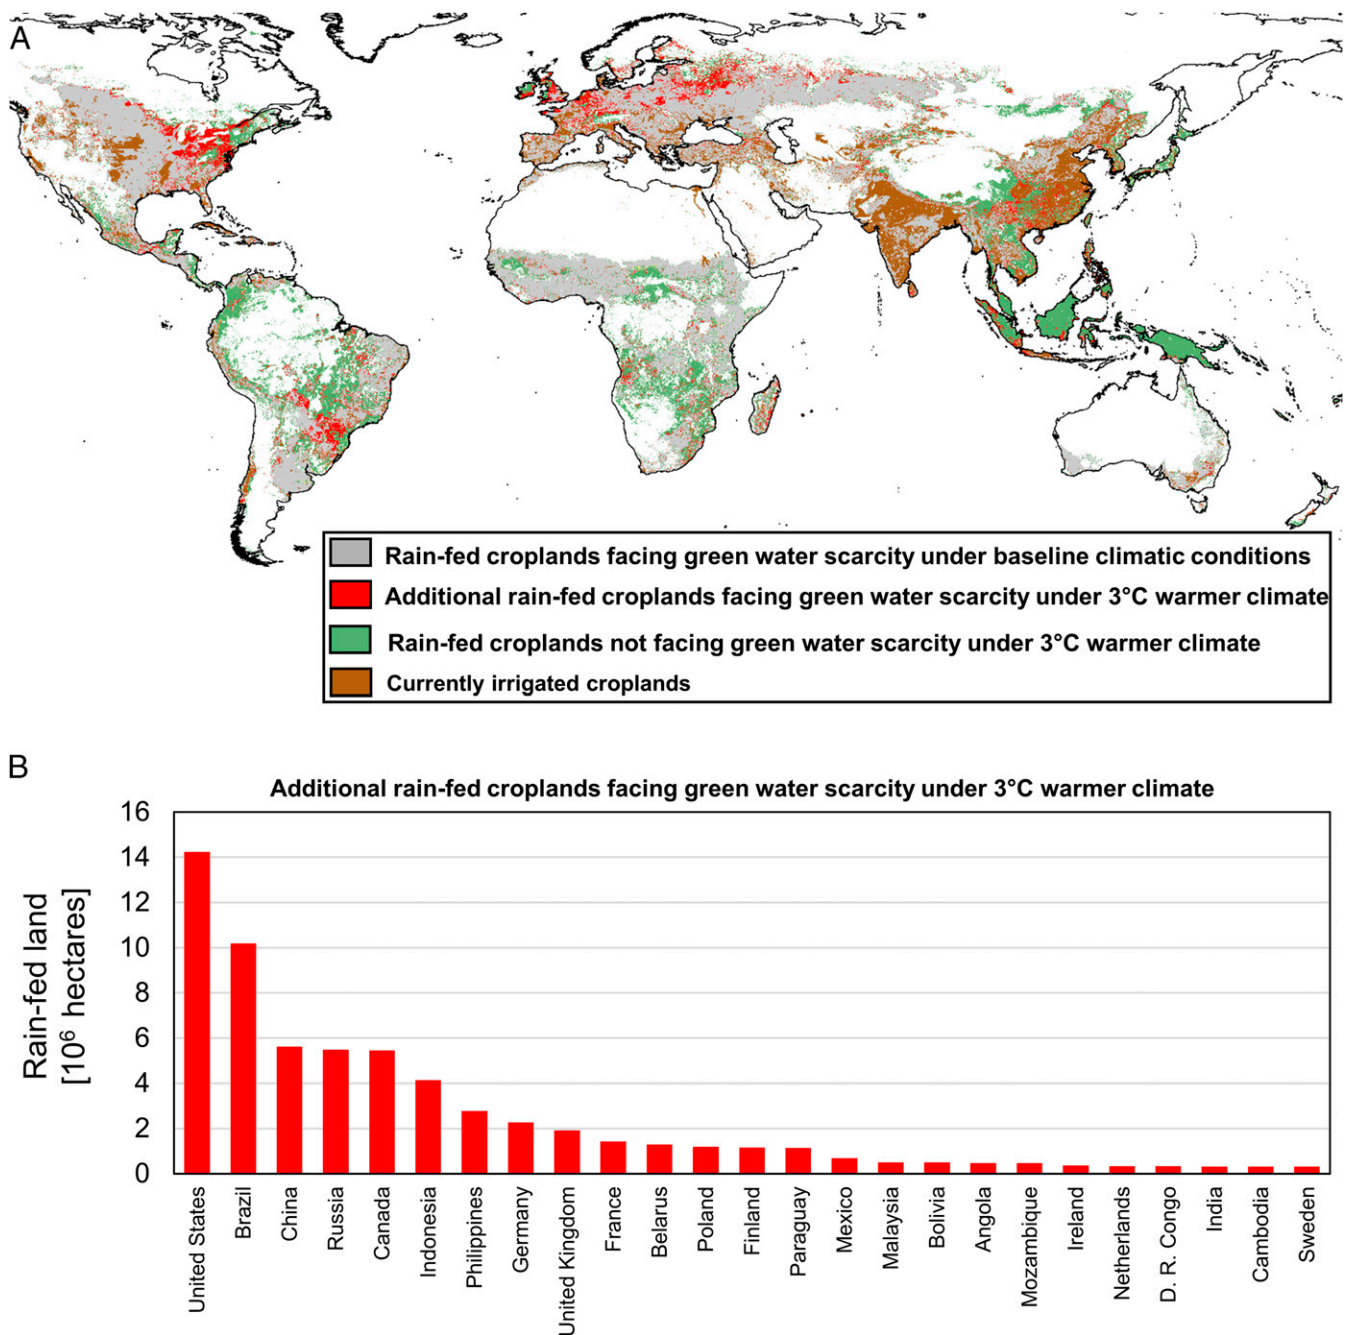 A
Rain-fed croplands facing green water scarcity under baseline climatic conditions
Additional rain-fed croplands facing green water scarcity under 3°C warmer climate
Rain-fed croplands not facing green water scarcity under 3°C warmer climate
Currently irrigated croplands
B
Additional rain-fed croplands facing green water scarcity under 3°C warmer climate
Rain-fed land
[10⁶ hectares]
16
14
12
10
8
6
4
2
0
United States
Brazil
China
Russia
Canada
Indonesia
Philippines
Germany
United Kingdom
France
Belarus
Poland
Finland
Paraguay
Mexico
Malaysia
Bolivia
Angola
Mozambique
Ireland
Netherlands
D. R. Congo
India
Cambodia
Sweden